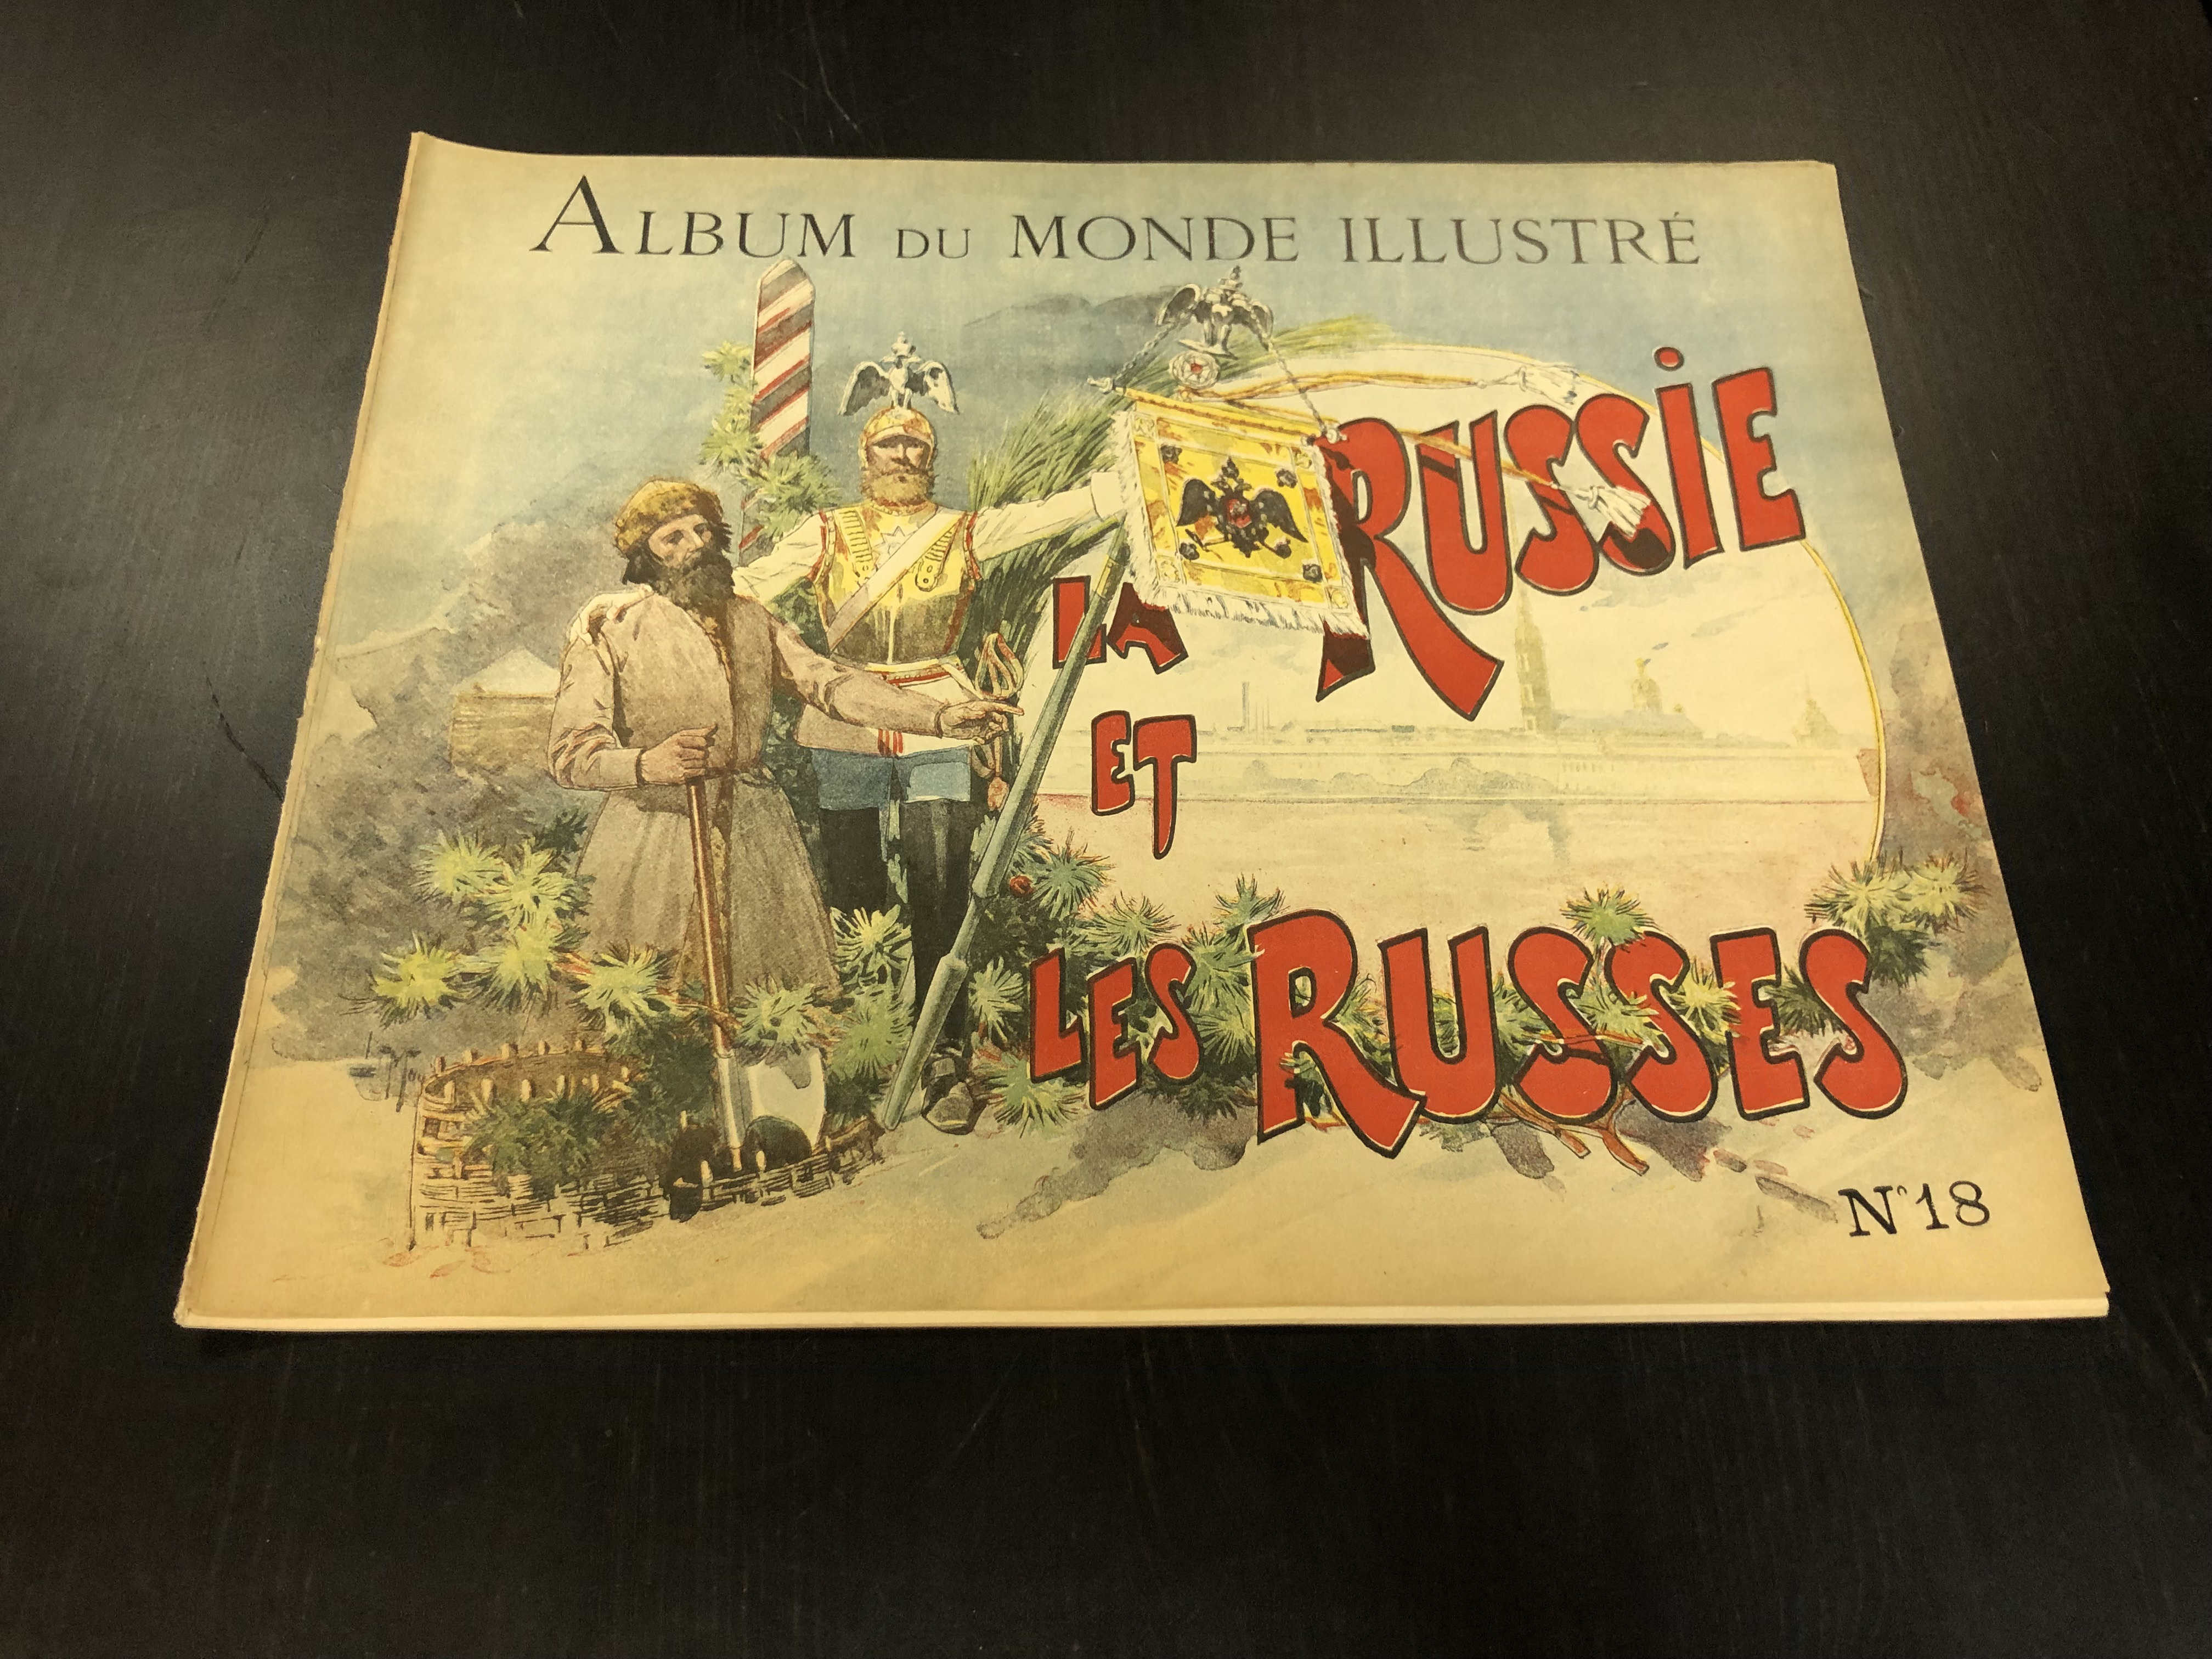 ALBUM DU MONDE ILLUSTRÉ
LA RUSSIE
ET
LES RUSSES
N° 18